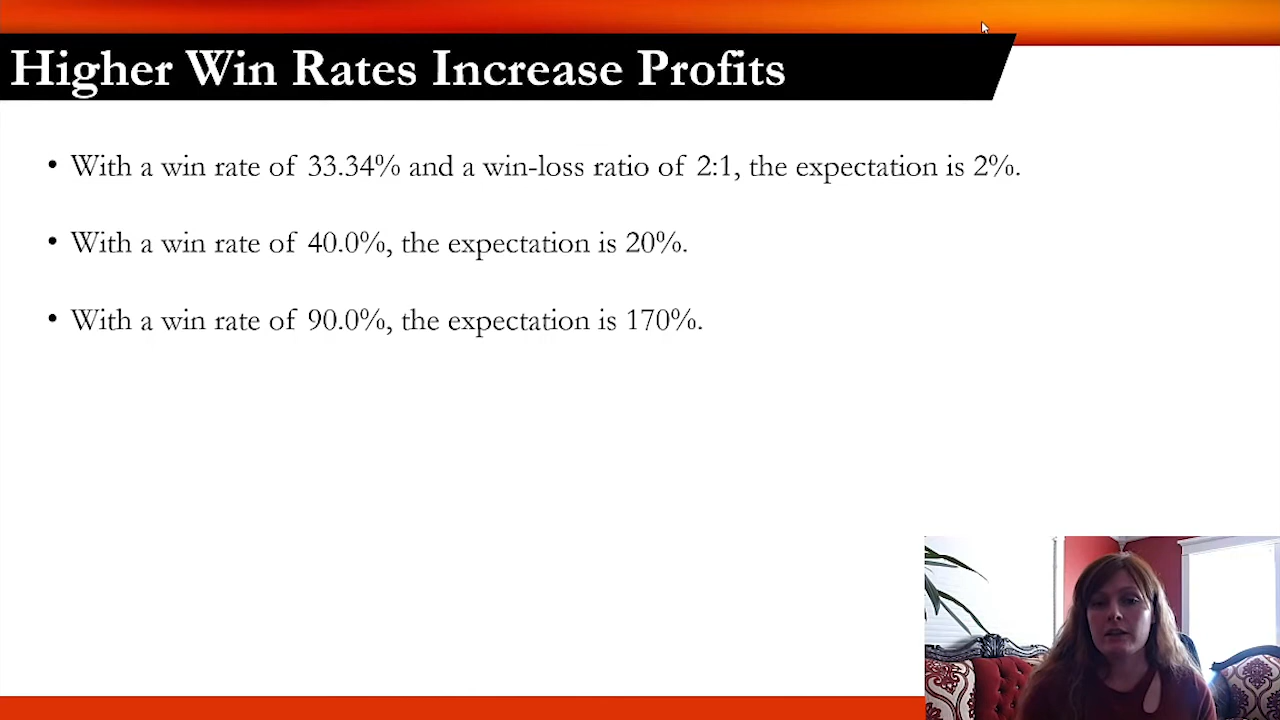 Higher Win Rates Increase Profits
• With a win rate of 33.34% and a win-loss ratio of 2:1, the expectation is 2%.
• With a win rate of 40.0%, the expectation is 20%.
• With a win rate of 90.0%, the expectation is 170%.